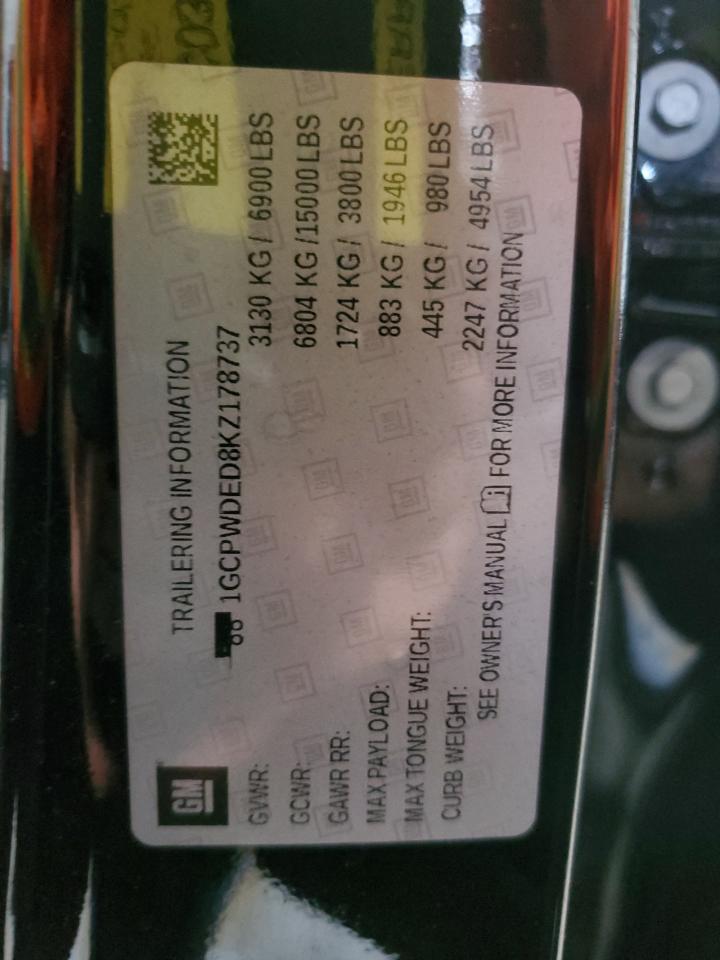 GM
TRAILERING INFORMATION
1GCPWDED8KZ178737
GVWR: 3130 KG / 6900 LBS
GCWR: 6804 KG /15000 LBS
GAWR RR: 1724 KG / 3800 LBS
MAX PAYLOAD: 883 KG / 1946 LBS
MAX TONGUE WEIGHT: 445 KG / 980 LBS
CURB WEIGHT: 2247 KG / 4954 LBS
SEE OWNER'S MANUAL FOR MORE INFORMATION